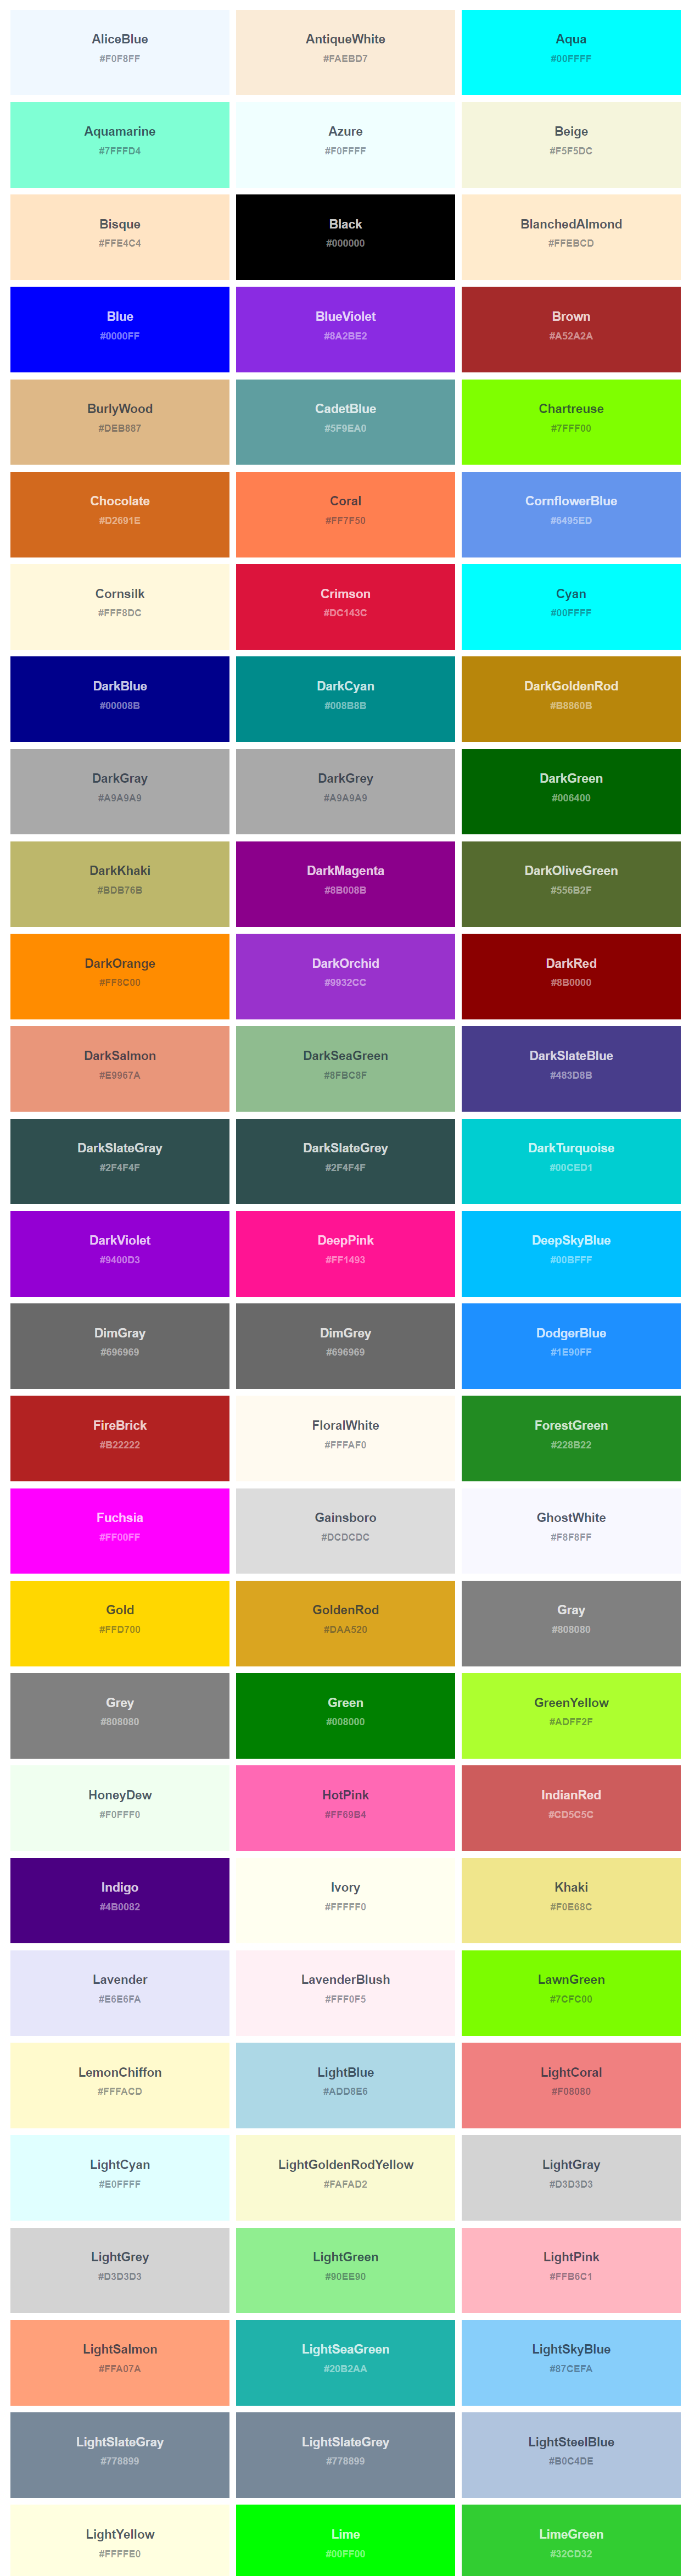 AliceBlue
#F0F8FF
AntiqueWhite
#FAEBD7
Aqua
#00FFFF
Aquamarine
#7FFFD4
Azure
#F0FFFF
Beige
#F5F5DC
Bisque
#FFE4C4
Black
#000000
BlanchedAlmond
#FFEBCD
Blue
#0000FF
BlueViolet
#8A2BE2
Brown
#A52A2A
BurlyWood
#DEB887
CadetBlue
#5F9EA0
Chartreuse
#7FFF00
Chocolate
#D2691E
Coral
#FF7F50
CornflowerBlue
#6495ED
Cornsilk
#FFF8DC
Crimson
#DC143C
Cyan
#00FFFF
DarkBlue
#00008B
DarkCyan
#008B8B
DarkGoldenRod
#B8860B
DarkGray
#A9A9A9
DarkGrey
#A9A9A9
DarkGreen
#006400
DarkKhaki
#BDB76B
DarkMagenta
#8B008B
DarkOliveGreen
#556B2F
DarkOrange
#FF8C00
DarkOrchid
#9932CC
DarkRed
#8B0000
DarkSalmon
#E9967A
DarkSeaGreen
#8FBC8F
DarkSlateBlue
#483D8B
DarkSlateGray
#2F4F4F
DarkSlateGrey
#2F4F4F
DarkTurquoise
#00CED1
DarkViolet
#9400D3
DeepPink
#FF1493
DeepSkyBlue
#00BFFF
DimGray
#696969
DimGrey
#696969
DodgerBlue
#1E90FF
FireBrick
#B22222
FloralWhite
#FFFAF0
ForestGreen
#228B22
Fuchsia
#FF00FF
Gainsboro
#DCDCDC
GhostWhite
#F8F8FF
Gold
#FFD700
GoldenRod
#DAA520
Gray
#808080
Grey
#808080
Green
#008000
GreenYellow
#ADFF2F
HoneyDew
#F0FFF0
HotPink
#FF69B4
IndianRed
#CD5C5C
Indigo
#4B0082
Ivory
#FFFFF0
Khaki
#F0E68C
Lavender
#E6E6FA
LavenderBlush
#FFF0F5
LawnGreen
#7CFC00
LemonChiffon
#FFFACD
LightBlue
#ADD8E6
LightCoral
#F08080
LightCyan
#E0FFFF
LightGoldenRodYellow
#FAFAD2
LightGray
#D3D3D3
LightGrey
#D3D3D3
LightGreen
#90EE90
LightPink
#FFB6C1
LightSalmon
#FFA07A
LightSeaGreen
#20B2AA
LightSkyBlue
#87CEFA
LightSlateGray
#778899
LightSlateGrey
#778899
LightSteelBlue
#B0C4DE
LightYellow
#FFFFE0
Lime
#00FF00
LimeGreen
#32CD32